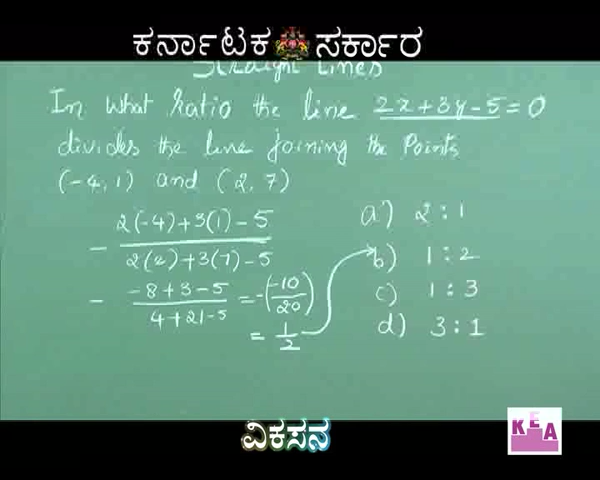 ಕರ್ನಾಟಕ ಸರ್ಕಾರ
Straight Lines
In what ratio the line 2x+3y-5=0
divides the line joining the points
(-4, 1) and (2, 7)
- 2(-4)+3(1)-5 / 2(2)+3(7)-5
- -8+3-5 / 4+21-5 = -(-10/20)
= 1/2
a) 2:1
b) 1:2
c) 1:3
d) 3:1
ವಿಕಸನ
KEA